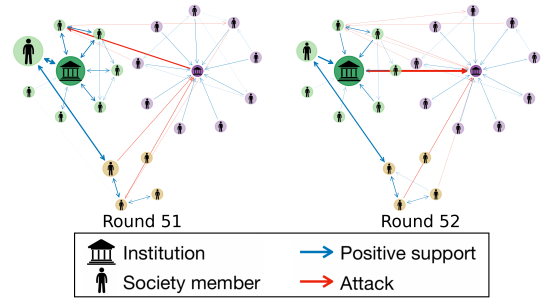 Round 51
Round 52
Institution
Positive support
Society member
Attack